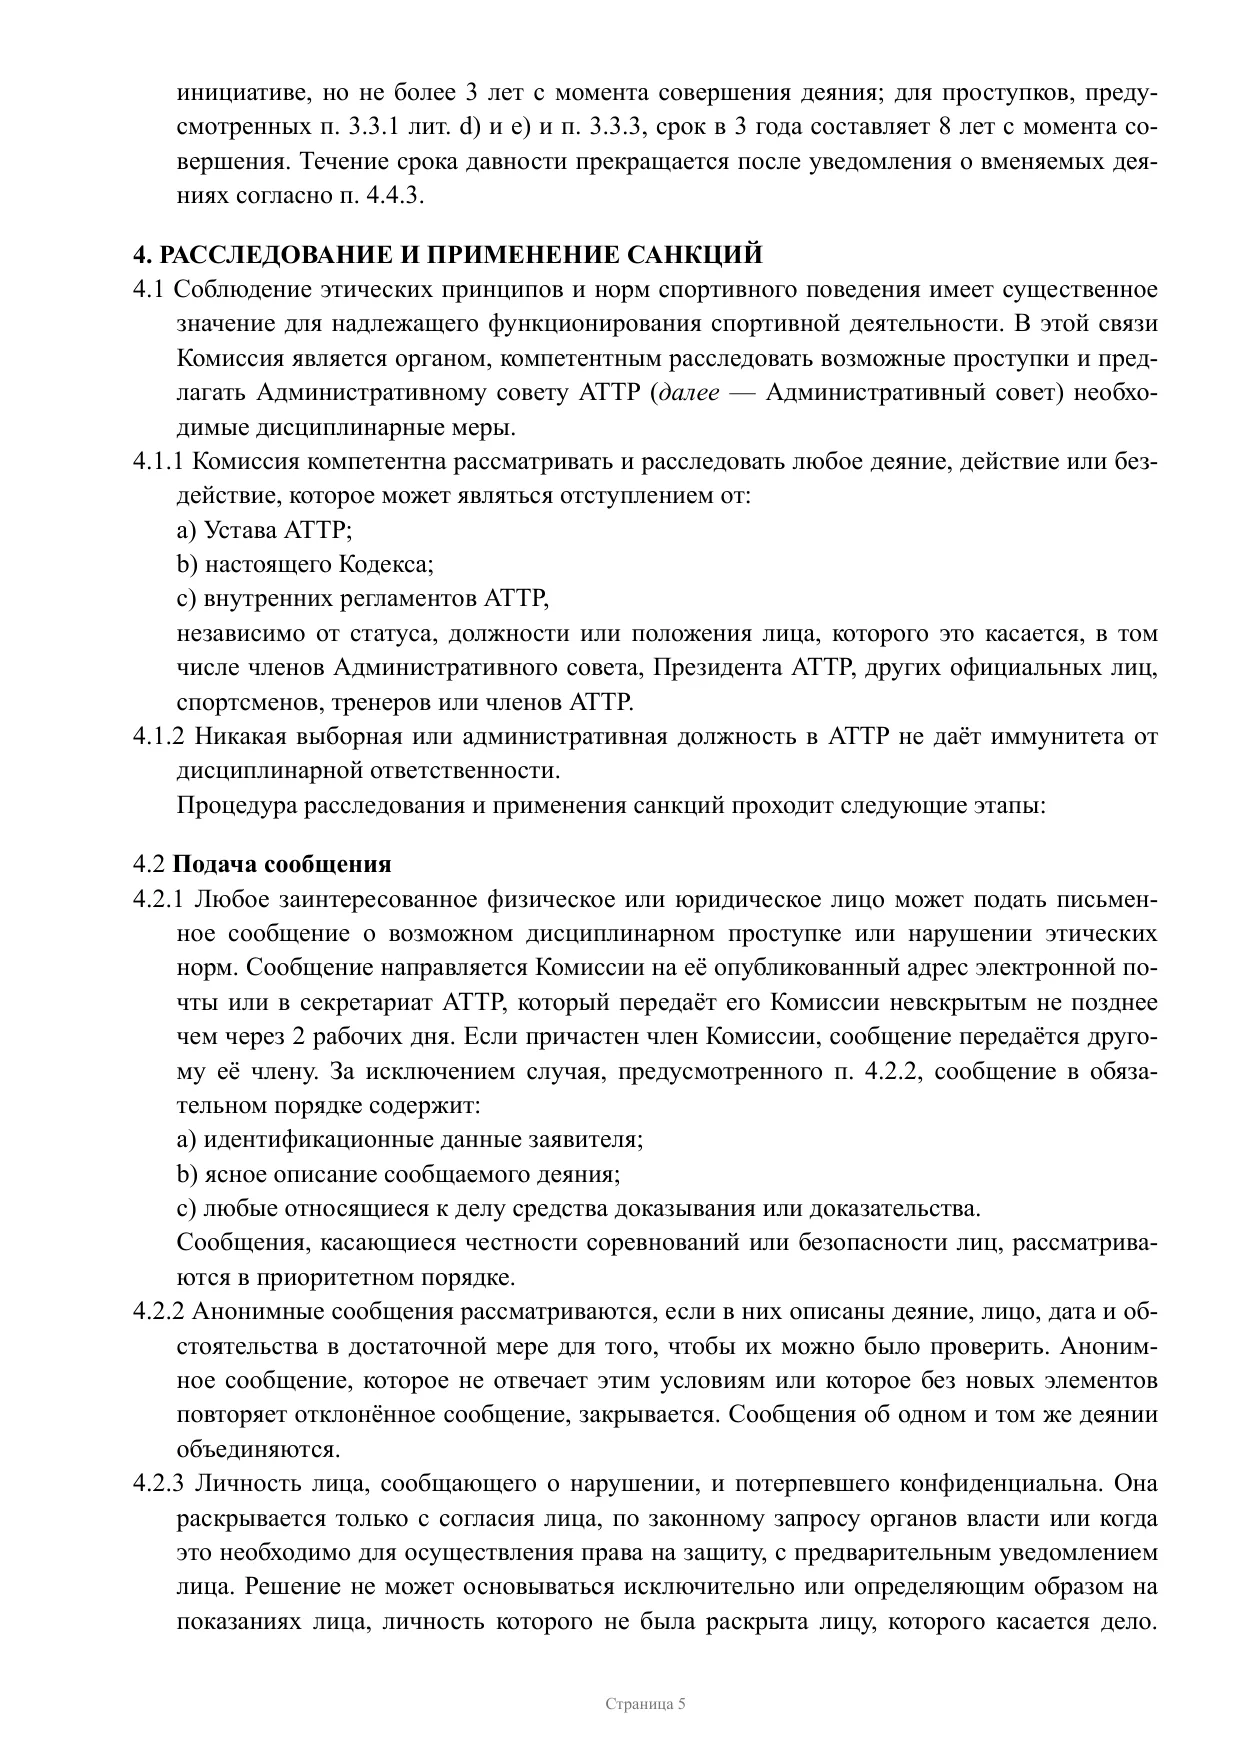 инициативе, но не более 3 лет с момента совершения деяния; для проступков, преду-
смотренных п. 3.3.1 лит. d) и e) и п. 3.3.3, срок в 3 года составляет 8 лет с момента со-
вершения. Течение срока давности прекращается после уведомления о вменяемых дея-
ниях согласно п. 4.4.3.
4. РАССЛЕДОВАНИЕ И ПРИМЕНЕНИЕ САНКЦИЙ
4.1 Соблюдение этических принципов и норм спортивного поведения имеет существенное
значение для надлежащего функционирования спортивной деятельности. В этой связи
Комиссия является органом, компетентным расследовать возможные проступки и пред-
лагать Административному совету АТТР (далее — Административный совет) необхо-
димые дисциплинарные меры.
4.1.1 Комиссия компетентна рассматривать и расследовать любое деяние, действие или без-
действие, которое может являться отступлением от:
a) Устава АТТР;
b) настоящего Кодекса;
c) внутренних регламентов АТТР,
независимо от статуса, должности или положения лица, которого это касается, в том
числе членов Административного совета, Президента АТТР, других официальных лиц,
спортсменов, тренеров или членов АТТР.
4.1.2 Никакая выборная или административная должность в АТТР не даёт иммунитета от
дисциплинарной ответственности.
Процедура расследования и применения санкций проходит следующие этапы:
4.2 Подача сообщения
4.2.1 Любое заинтересованное физическое или юридическое лицо может подать письмен-
ное сообщение о возможном дисциплинарном проступке или нарушении этических
норм. Сообщение направляется Комиссии на её опубликованный адрес электронной по-
чты или в секретариат АТТР, который передаёт его Комиссии невскрытым не позднее
чем через 2 рабочих дня. Если причастен член Комиссии, сообщение передаётся друго-
му её члену. За исключением случая, предусмотренного п. 4.2.2, сообщение в обяза-
тельном порядке содержит:
a) идентификационные данные заявителя;
b) ясное описание сообщаемого деяния;
c) любые относящиеся к делу средства доказывания или доказательства.
Сообщения, касающиеся честности соревнований или безопасности лиц, рассматрива-
ются в приоритетном порядке.
4.2.2 Анонимные сообщения рассматриваются, если в них описаны деяние, лицо, дата и об-
стоятельства в достаточной мере для того, чтобы их можно было проверить. Аноним-
ное сообщение, которое не отвечает этим условиям или которое без новых элементов
повторяет отклонённое сообщение, закрывается. Сообщения об одном и том же деянии
объединяются.
4.2.3 Личность лица, сообщающего о нарушении, и потерпевшего конфиденциальна. Она
раскрывается только с согласия лица, по законному запросу органов власти или когда
это необходимо для осуществления права на защиту, с предварительным уведомлением
лица. Решение не может основываться исключительно или определяющим образом на
показаниях лица, личность которого не была раскрыта лицу, которого касается дело.
Страница 5